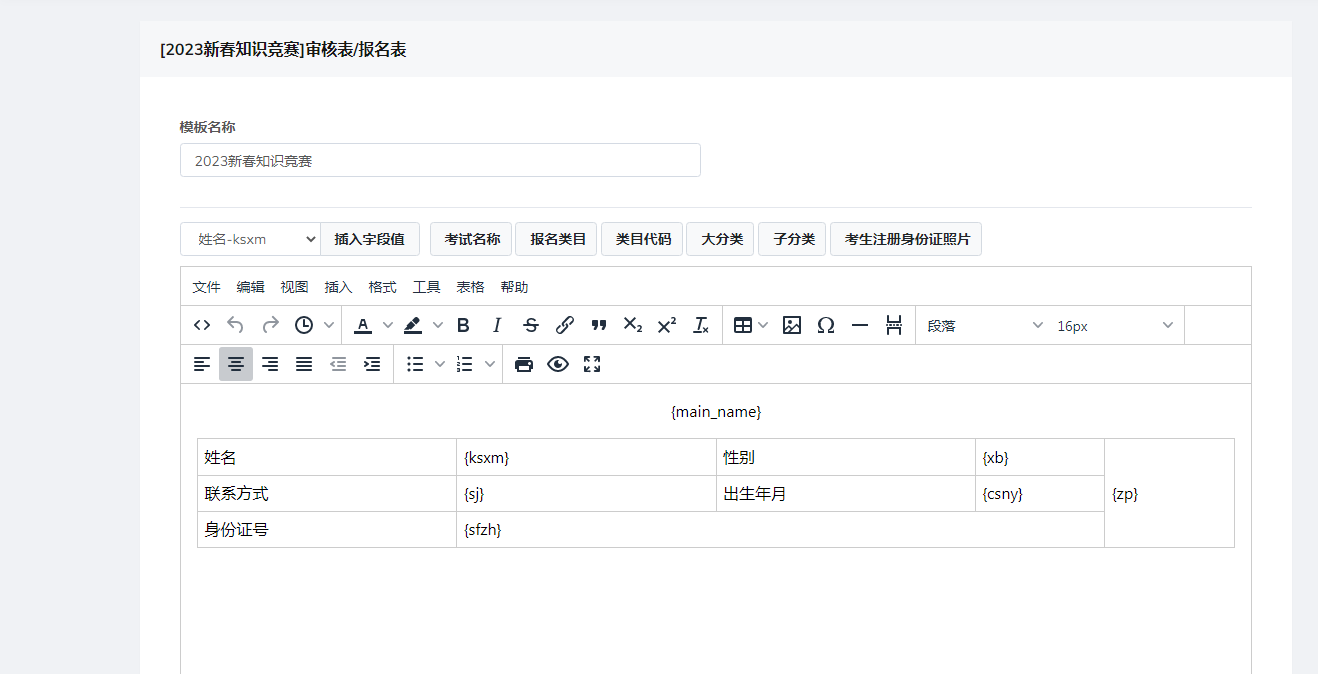 [2023新春知识竞赛]审核表/报名表
模板名称
2023新春知识竞赛
姓名-ksxm 插入字段值 考试名称 报名类目 类目代码 大分类 子分类 考生注册身份证照片
文件 编辑 视图 插入 格式 工具 表格 帮助
段落 16px
{main_name}
姓名 {ksxm} 性别 {xb}
联系方式 {sj} 出生年月 {csny} {zp}
身份证号 {sfzh}